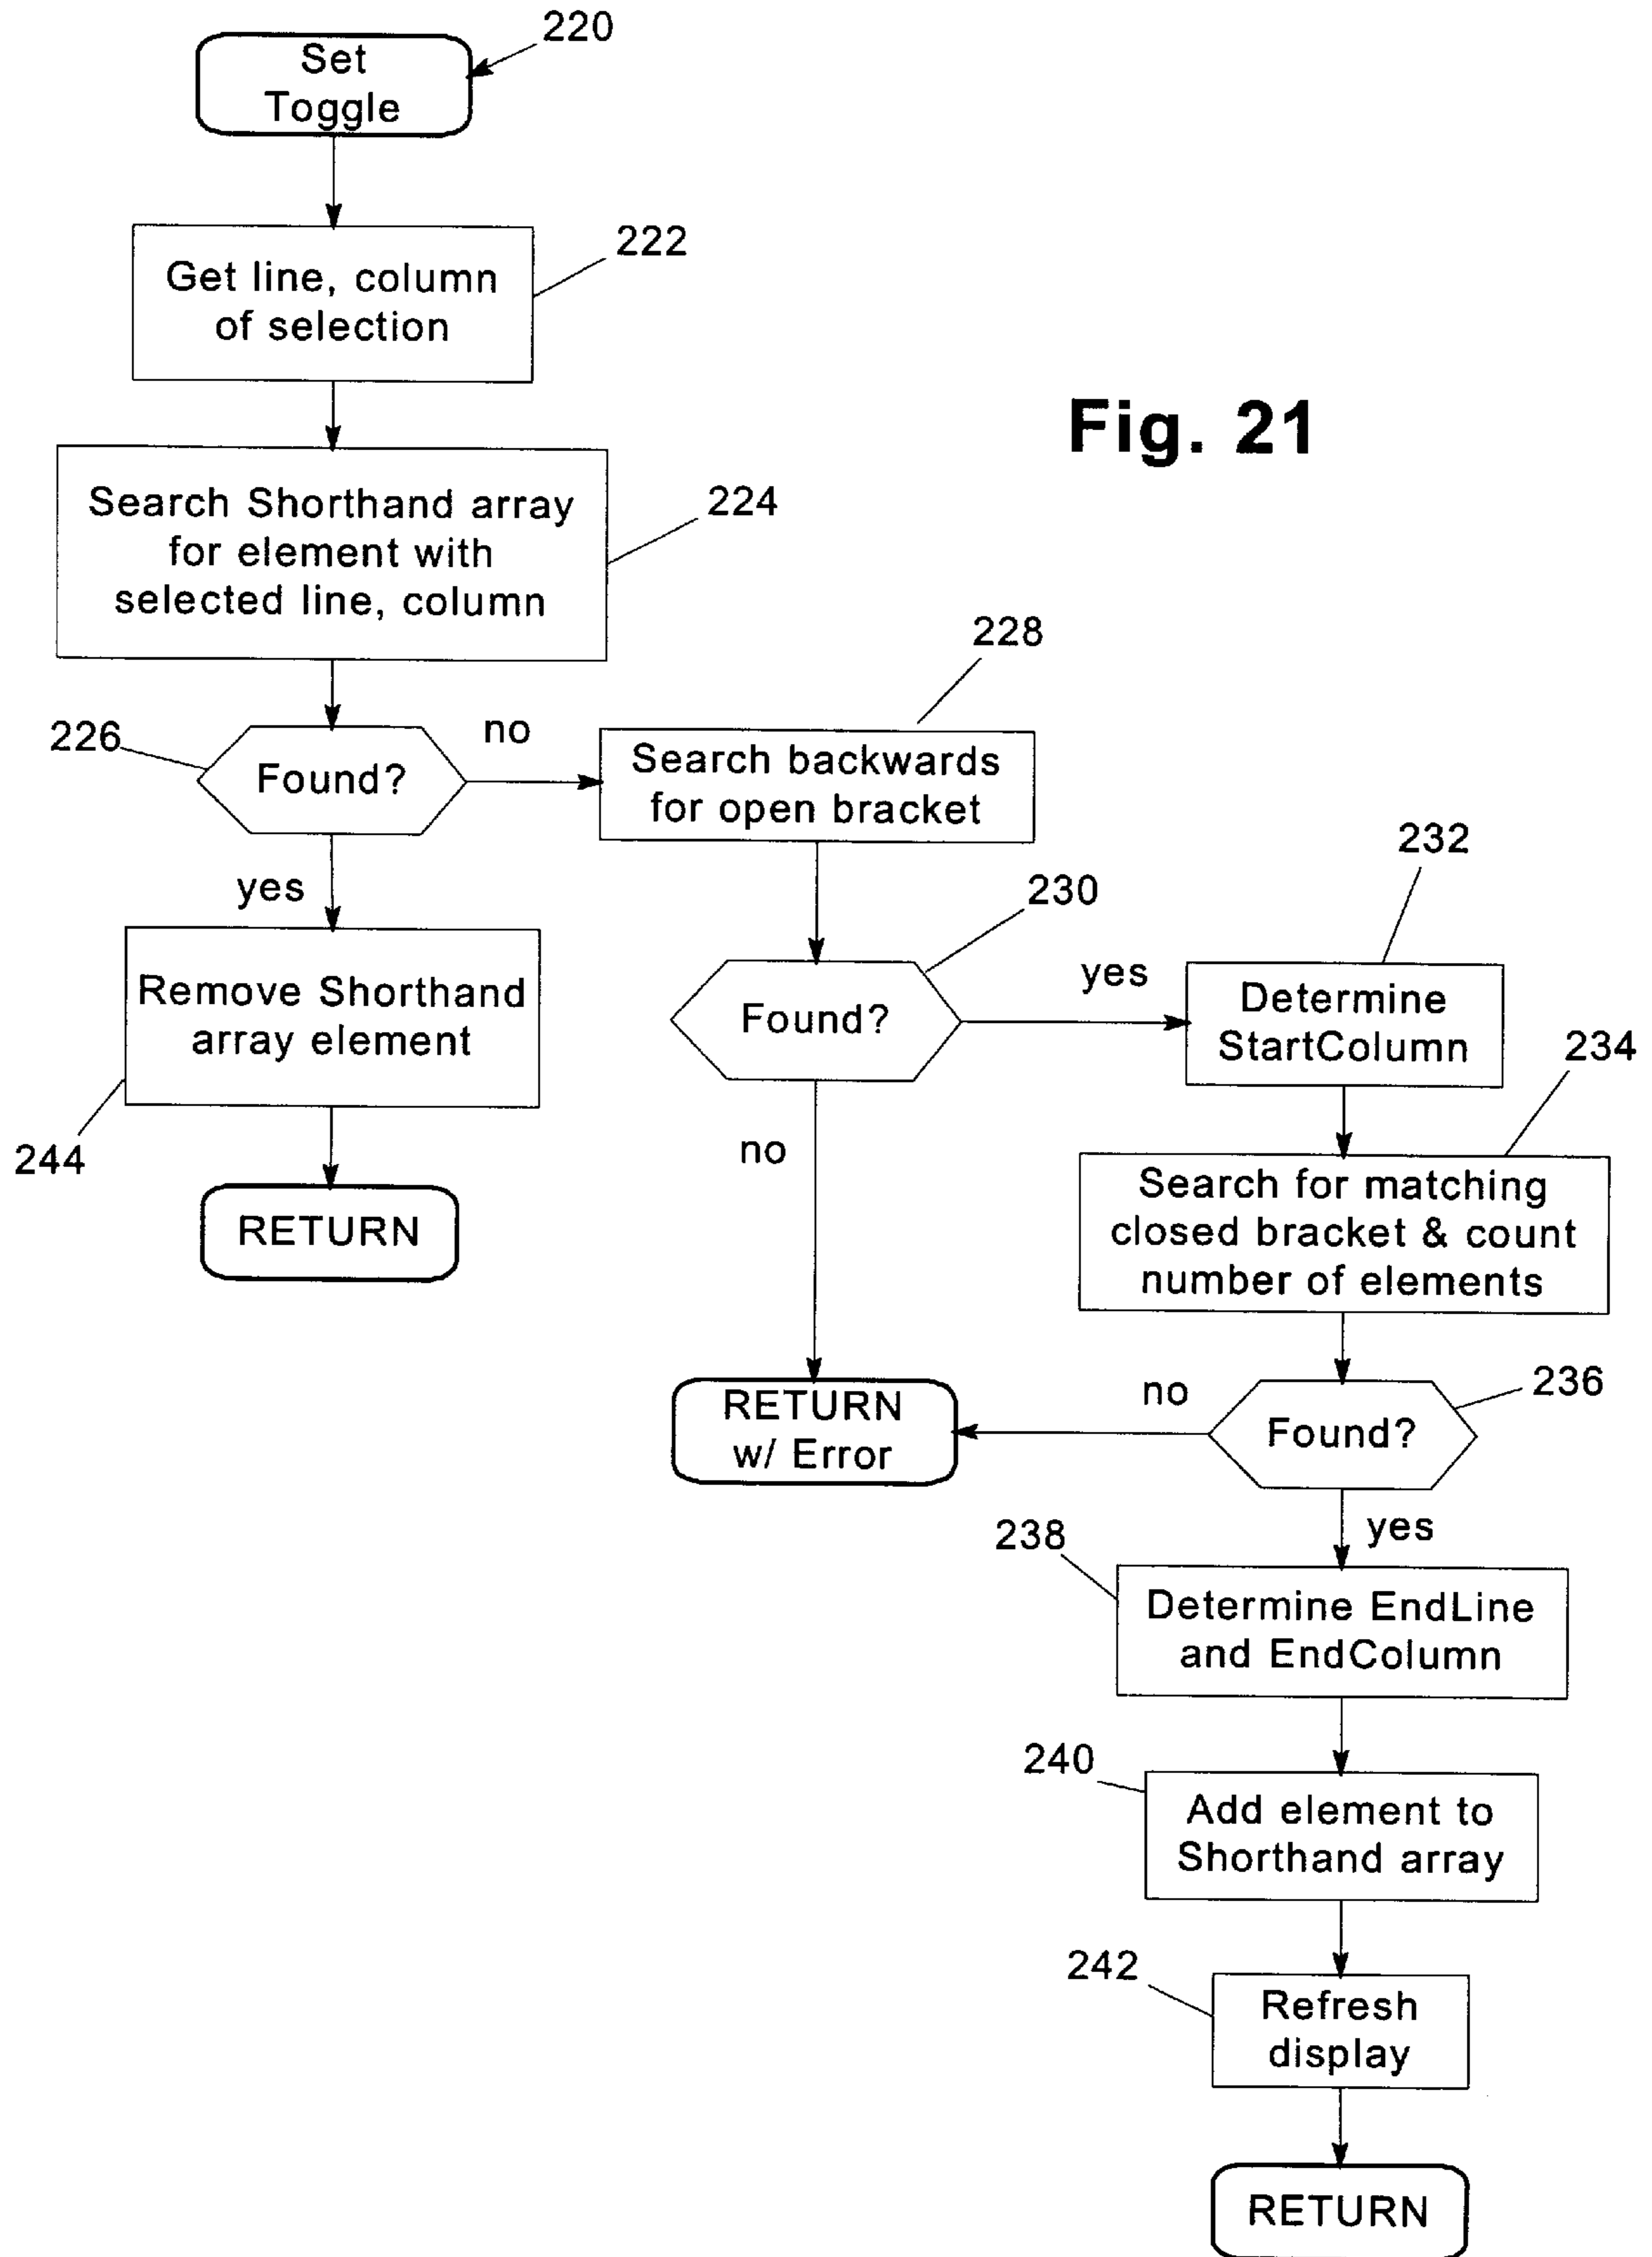 220
Set
Toggle
222
Get line, column
of selection
Fig. 21
224
Search Shorthand array
for element with
selected line, column
228
226
Found?
no
Search backwards
for open bracket
yes
230
232
Remove Shorthand
array element
244
RETURN
Found?
yes
no
Determine
StartColumn
234
Search for matching
closed bracket & count
number of elements
RETURN
w/ Error
no
236
Found?
yes
238
Determine EndLine
and EndColumn
240
Add element to
Shorthand array
242
Refresh
display
RETURN